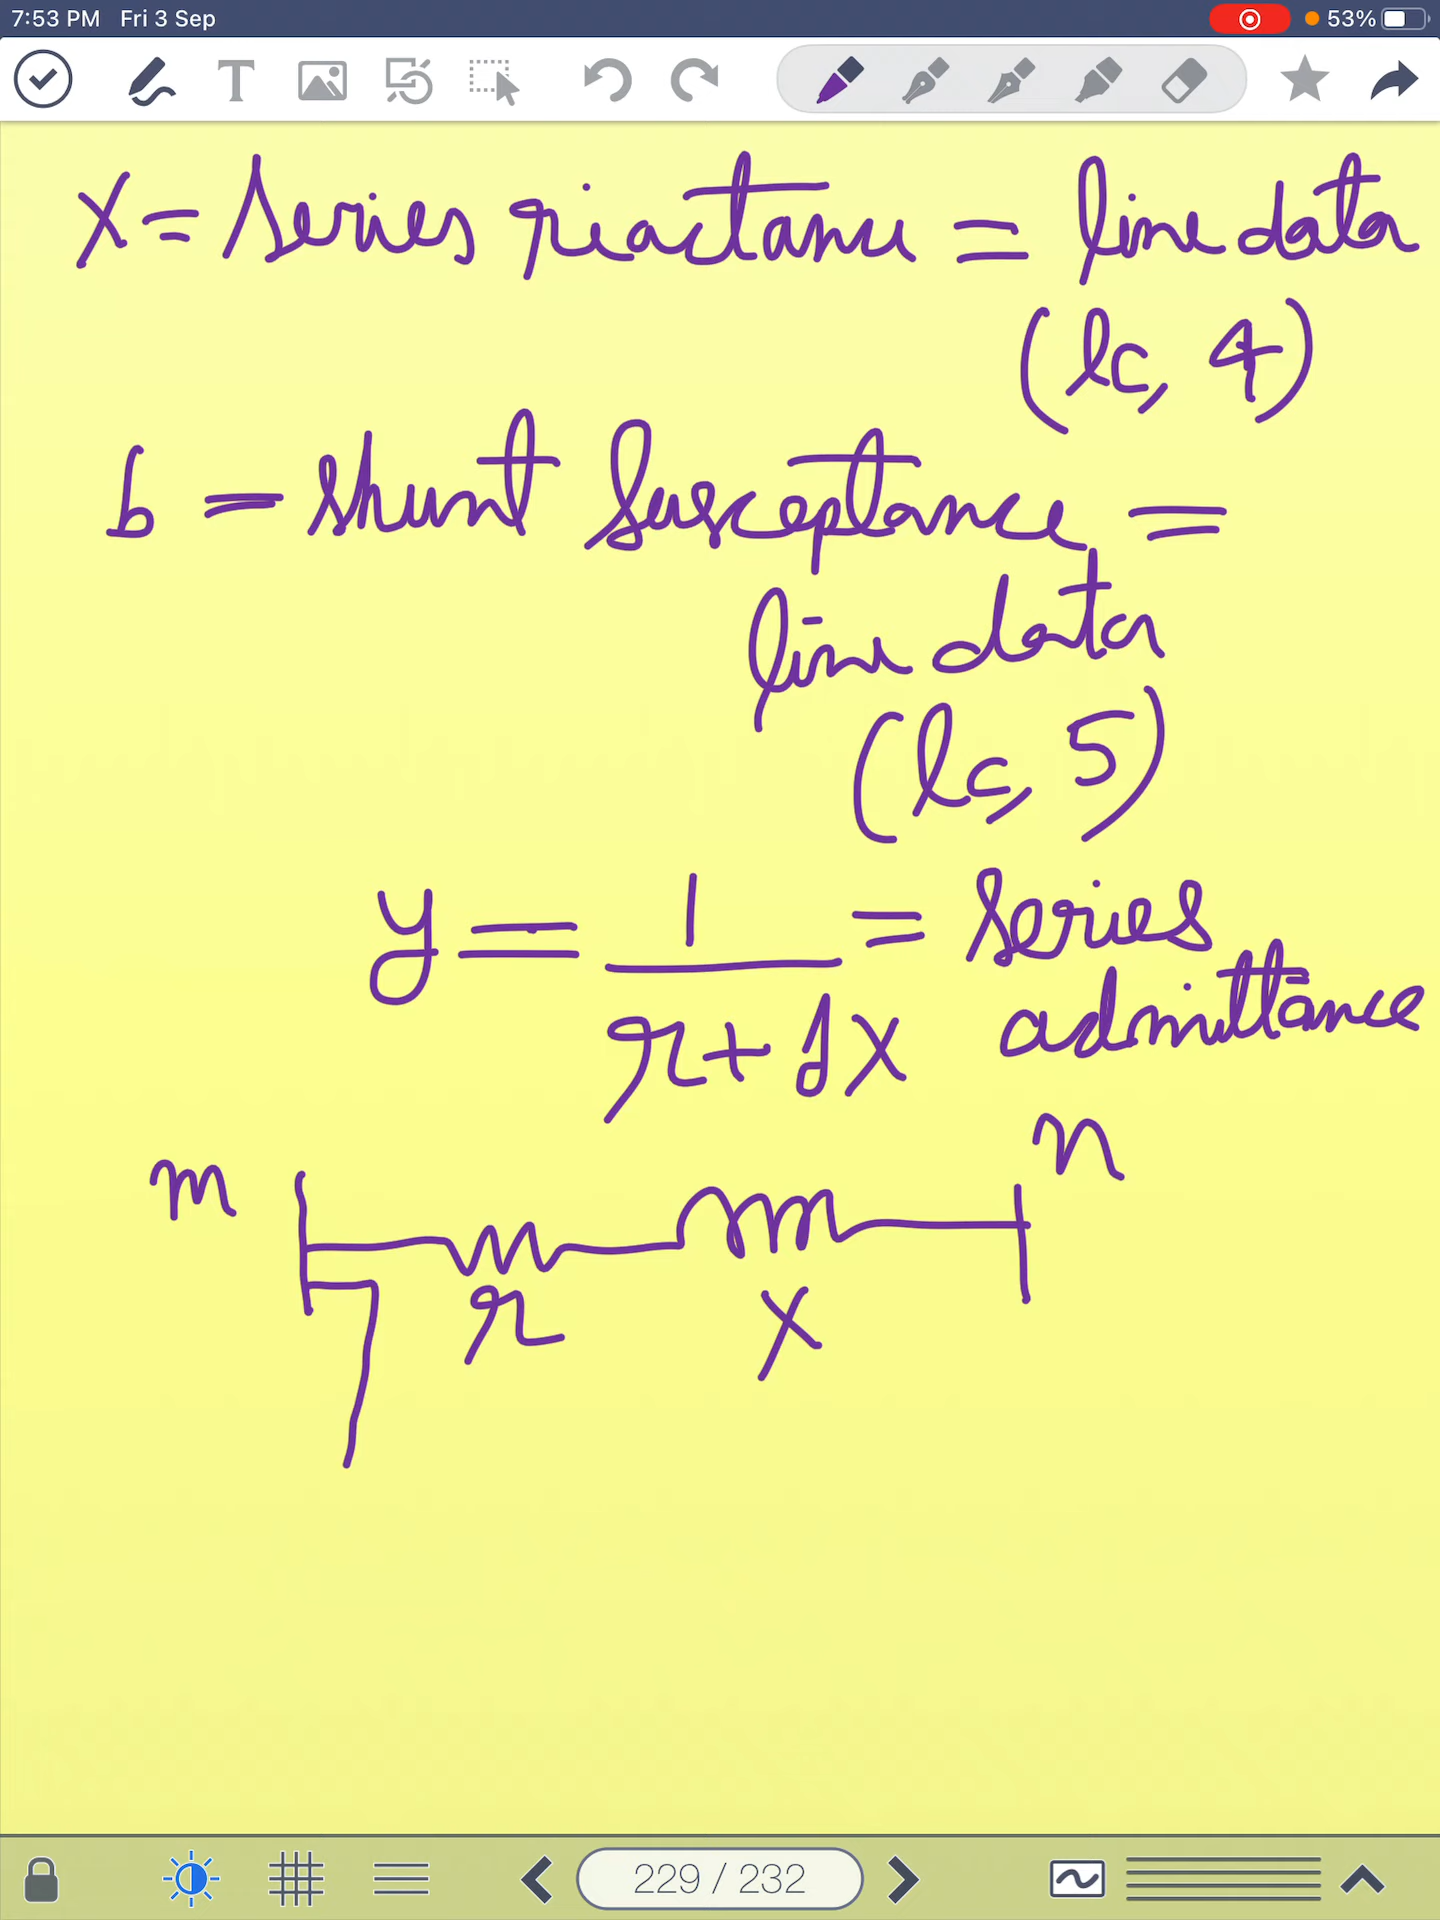 7:53 PM Fri 3 Sep 53%
T
X = Series reactance = line data
(lc, 4)
b = Shunt Susceptance =
line data
(lc, 5)
y = 1 / r + jX = Series
admittance
m n
r X
229 / 232